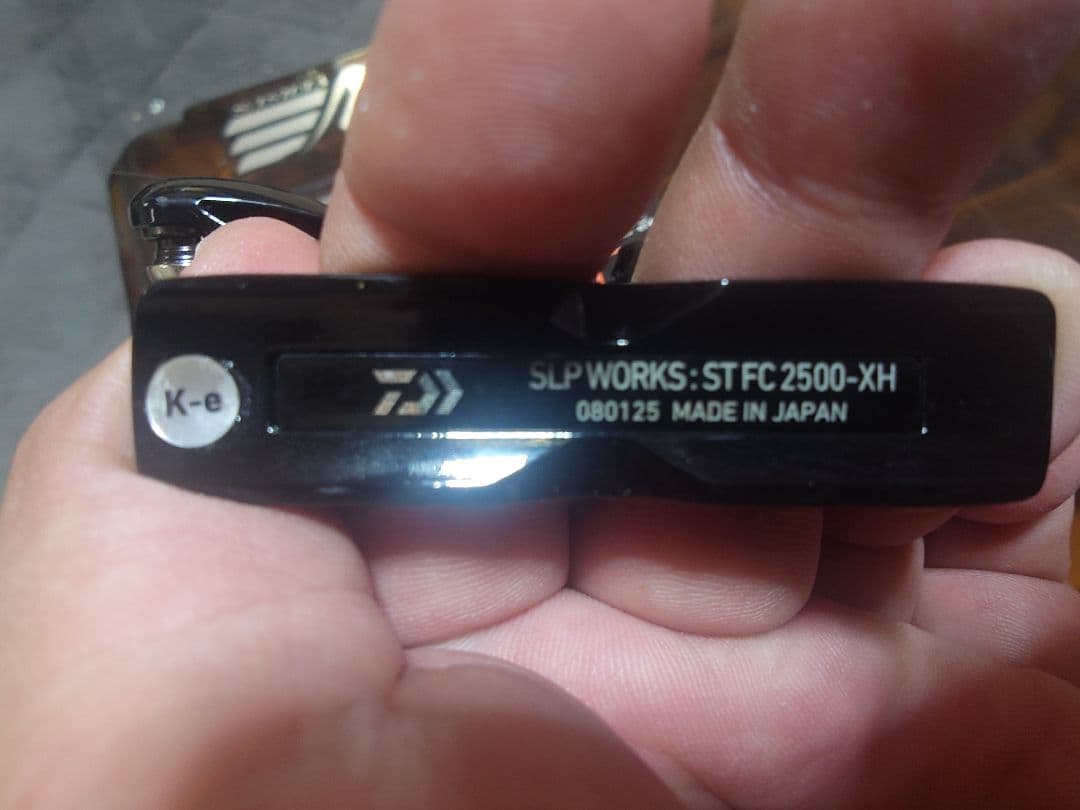 K-e
SLP WORKS: ST FC 2500-XH
080125 MADE IN JAPAN